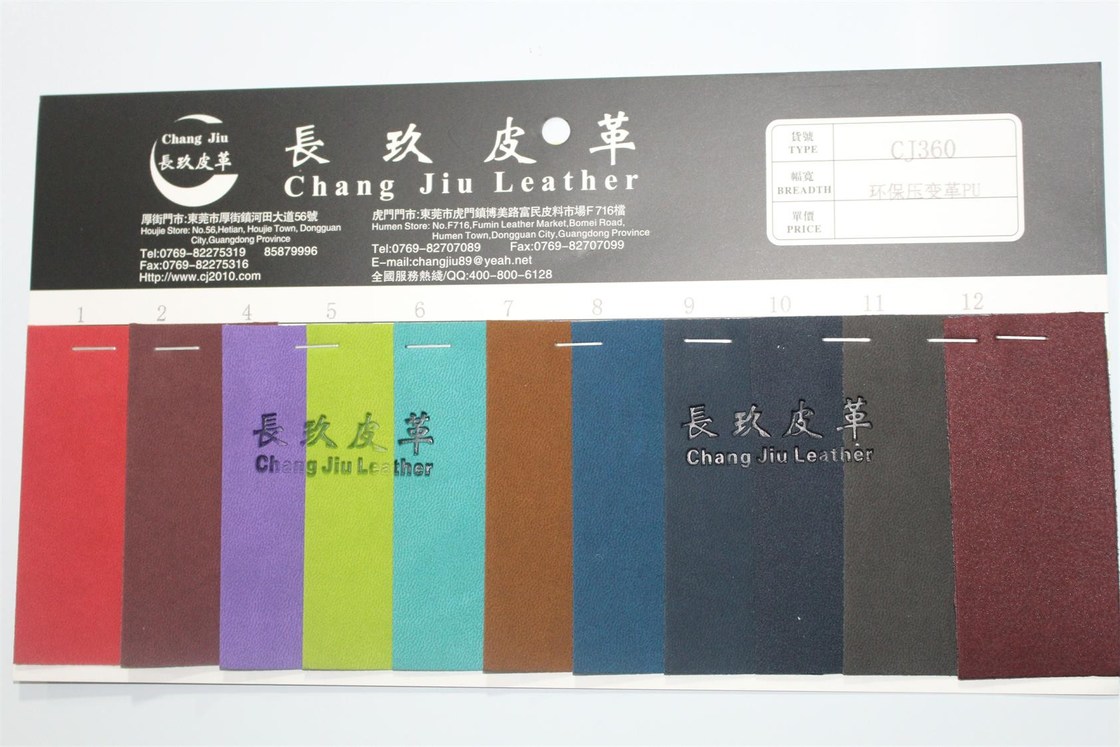 Chang Jiu
長玖皮革
長 玖 皮 革
Chang Jiu Leather
厚街門市:東莞市厚街鎮河田大道56號
Houjie Store: No.56,Hetian, Houjie Town, Dongguan
City,Guangdong Province
Tel:0769-82275319 85879996
Fax:0769-82275316
Http://www.cj2010.com
虎門門市:東莞市虎門鎮博美路富民皮料市場F716檔
Humen Store: No.F716,Fumin Leather Market,Bomei Road,
Humen Town,Dongguan City,Guangdong Province
Tel:0769-82707089 Fax:0769-82707099
E-mail:changjiu89@yeah.net
全國服務熱綫/QQ:400-800-6128
貨號
TYPE
CJ360
幅寬
BREADTH
环保压变革PU
單價
PRICE
1 2 4 5 6 7 8 9 10 11 12
長玖皮革
Chang Jiu Leather
長玖皮革
Chang Jiu Leather